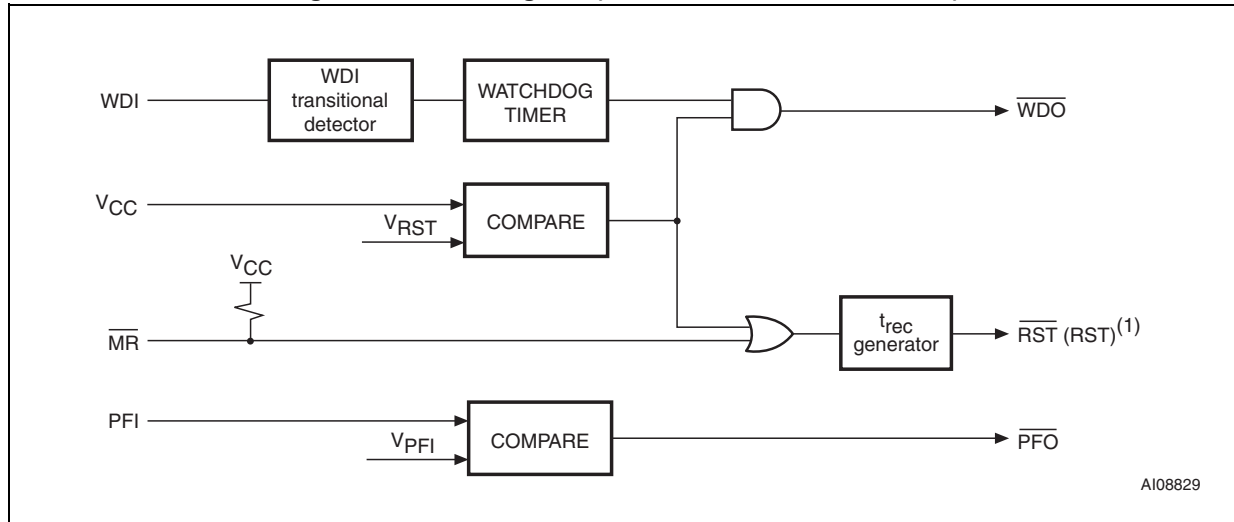 WDI
WDI
transitional
detector
WATCHDOG
TIMER
WDO
VCC
VRST
COMPARE
VCC
MR
trec
generator
RST (RST)(1)
PFI
VPFI
COMPARE
PFO
AI08829